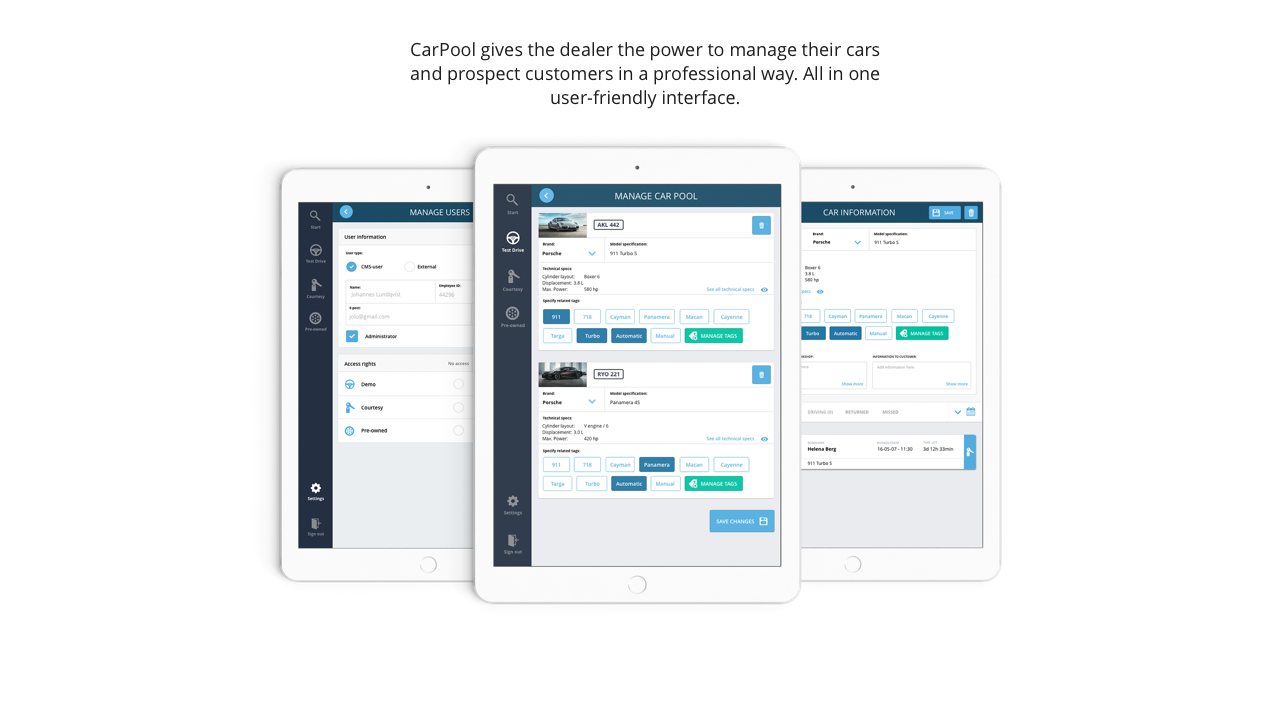 CarPool gives the dealer the power to manage their cars
and prospect customers in a professional way. All in one
user-friendly interface.
MANAGE USERS
Start
Test Drive
Courtesy
Pre-owned
Settings
Sign out
User information
User type:
CMS-user
External
Name:
Employee ID:
Johannes Lundqvist
44296
E-post:
jolu@gmail.com
Administrator
Access rights
No access
Demo
Courtesy
Pre-owned
MANAGE CAR POOL
Start
Test Drive
Courtesy
Pre-owned
Settings
Sign out
AKL 442
Brand:
Model specification:
Porsche
911 Turbo S
Technical specs:
Cylinder layout: Boxer 6
Displacement: 3.8 L
Max. Power: 580 hp
See all technical specs
Specify related tags:
911 718 Cayman Panamera Macan Cayenne
Targa Turbo Automatic Manual MANAGE TAGS
RYO 221
Brand:
Model specification:
Porsche
Panamera 4S
Technical specs:
Cylinder layout: V engine / 6
Displacement: 3.0 L
Max. Power: 420 hp
See all technical specs
Specify related tags:
911 718 Cayman Panamera Macan Cayenne
Targa Turbo Automatic Manual MANAGE TAGS
SAVE CHANGES
CAR INFORMATION
SAVE
Brand:
Model specification:
Porsche
911 Turbo S
Boxer 6
3.8 L
580 hp
718 Cayman Panamera Macan Cayenne
Turbo Automatic Manual MANAGE TAGS
INFORMATION TO CUSTOMER:
Add information here
Show more
Show more
DRIVING (0) RETURNED MISSED
Helena Berg
16-05-07 - 11:30
3d 12h 33min
911 Turbo S